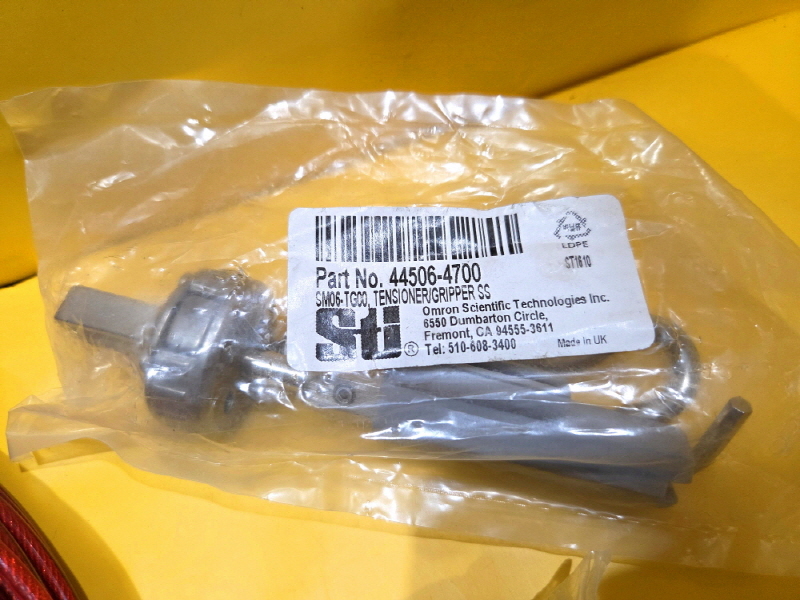 Part No. 44506-4700
SM06-TG00, TENSIONER/GRIPPER SS
Omron Scientific Technologies Inc.
6550 Dumbarton Circle,
Fremont, CA 94555-3611
Tel: 510-608-3400
Made in UK
Sti®
LDPE
ST1610